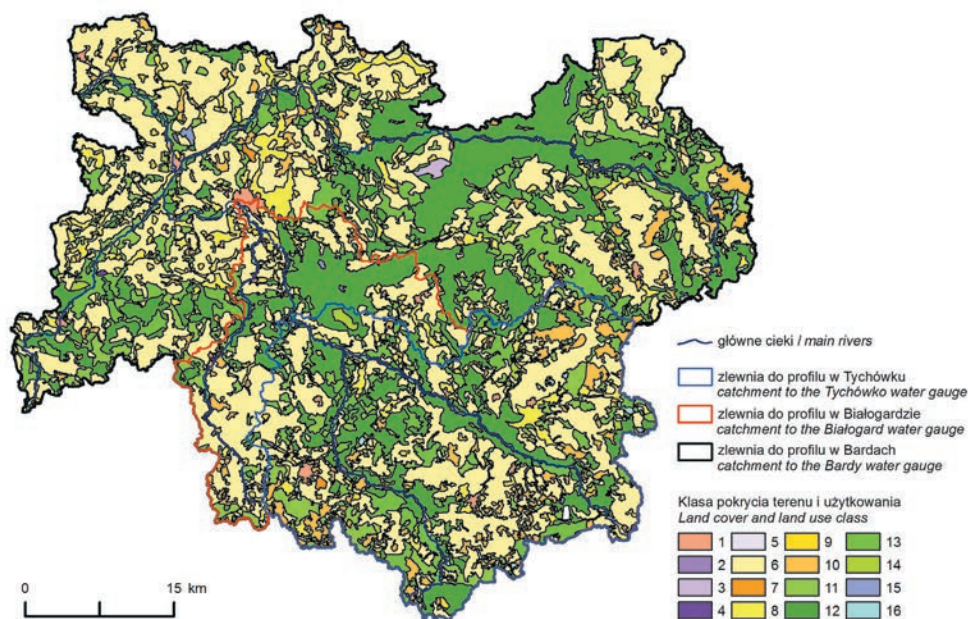 główne cieki / main rivers
zlewnia do profilu w Tychówku
catchment to the Tychówko water gauge
zlewnia do profilu w Białogardzie
catchment to the Białogard water gauge
zlewnia do profilu w Bardach
catchment to the Bardy water gauge
Klasa pokrycia terenu i użytkowania
Land cover and land use class
1 5 9 13
2 6 10 14
3 7 11 15
4 8 12 16
0 15 km